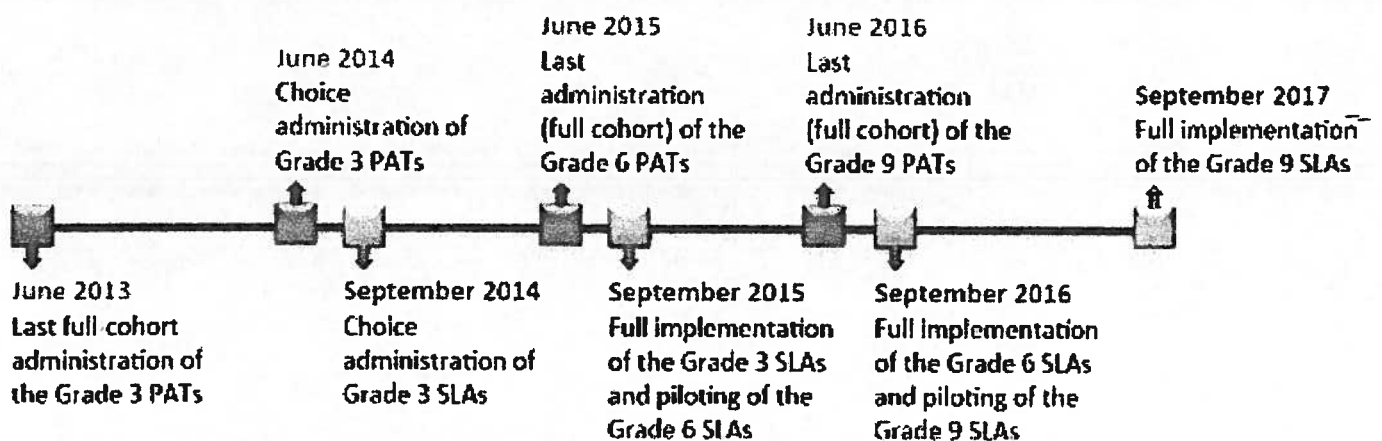 June 2013
Last full cohort
administration of
the Grade 3 PATs
June 2014
Choice
administration of
Grade 3 PATs
September 2014
Choice
administration of
Grade 3 SLAs
June 2015
Last
administration
(full cohort) of the
Grade 6 PATs
September 2015
Full implementation
of the Grade 3 SLAs
and piloting of the
Grade 6 SLAs
June 2016
Last
administration
(full cohort) of the
Grade 9 PATs
September 2016
Full implementation
of the Grade 6 SLAs
and piloting of the
Grade 9 SLAs
September 2017
Full implementation
of the Grade 9 SLAs